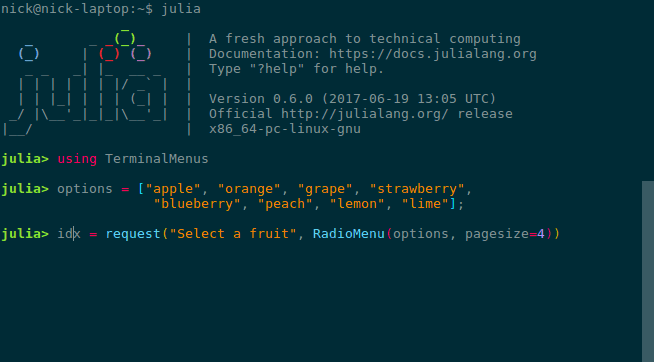 nick@nick-laptop:~$ julia
               _
   _       _ _(_)_     |  A fresh approach to technical computing
  (_)     | (_) (_)    |  Documentation: https://docs.julialang.org
   _ _   _| |_  __ _   |  Type "?help" for help.
  | | | | | | |/ _` |  |
  | | |_| | | | (_| |  |  Version 0.6.0 (2017-06-19 13:05 UTC)
 _/ |\__'_|_|_|\__'_|  |  Official http://julialang.org/ release
|__/                   |  x86_64-pc-linux-gnu
julia> using TerminalMenus
julia> options = ["apple", "orange", "grape", "strawberry",
                   "blueberry", "peach", "lemon", "lime"];
julia> idx = request("Select a fruit", RadioMenu(options, pagesize=4))